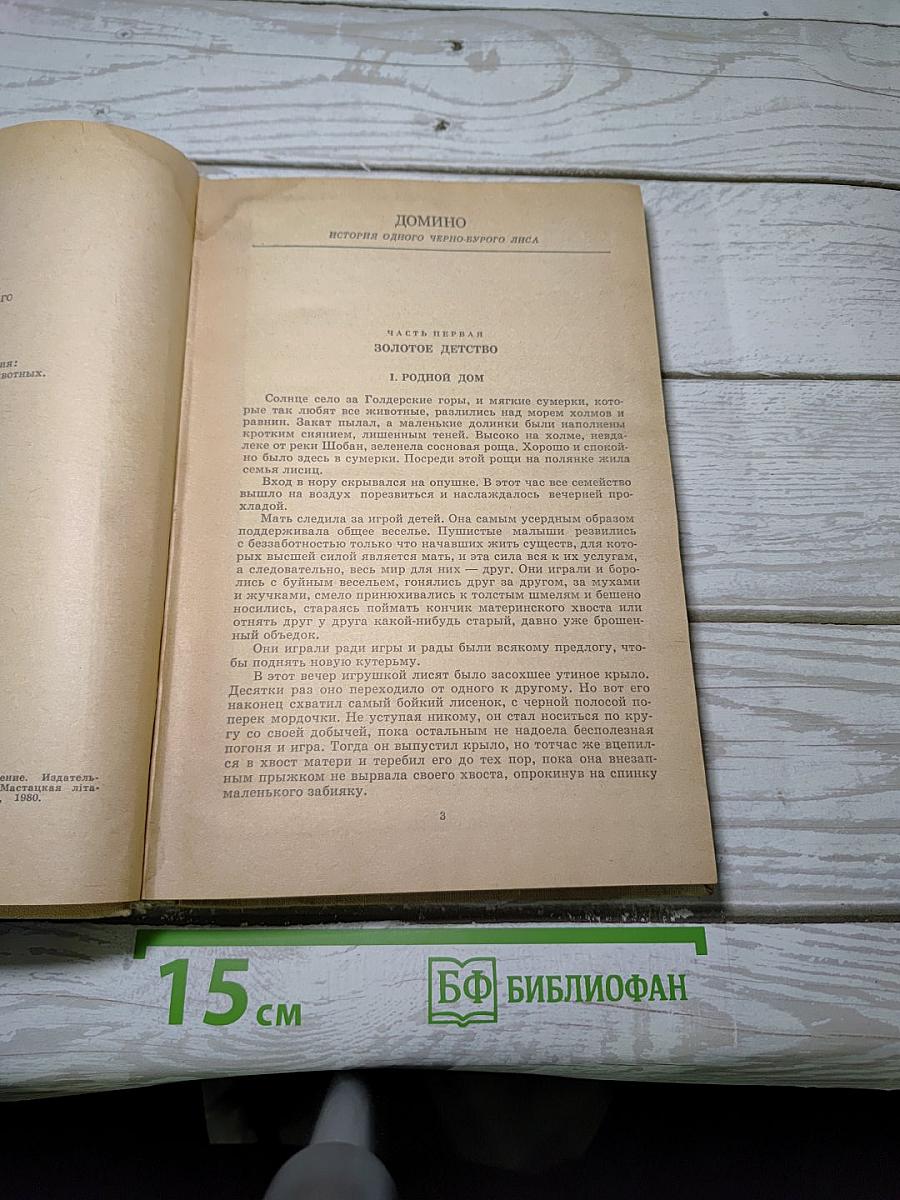 го
ия:
вотных.
ение. Издатель-
Мастацкая літа-
, 1980.
ДОМИНО
ИСТОРИЯ ОДНОГО ЧЕРНО-БУРОГО ЛИСА
ЧАСТЬ ПЕРВАЯ
ЗОЛОТОЕ ДЕТСТВО
I. РОДНОЙ ДОМ
Солнце село за Голдерские горы, и мягкие сумерки, кото-
рые так любят все животные, разлились над морем холмов и
равнин. Закат пылал, а маленькие долинки были наполнены
кротким сиянием, лишенным теней. Высоко на холме, невда-
леке от реки Шобан, зеленела сосновая роща. Хорошо и спокой-
но было здесь в сумерки. Посреди этой рощи на полянке жила
семья лисиц.
Вход в нору скрывался на опушке. В этот час все семейство
вышло на воздух порезвиться и наслаждалось вечерней про-
хладой.
Мать следила за игрой детей. Она самым усердным образом
поддерживала общее веселье. Пушистые малыши резвились
с беззаботностью только что начавших жить существ, для кото-
рых высшей силой является мать, и эта сила вся к их услугам,
а следовательно, весь мир для них — друг. Они играли и боро-
лись с буйным весельем, гонялись друг за другом, за мухами
и жучками, смело принюхивались к толстым шмелям и бешено
носились, стараясь поймать кончик материнского хвоста или
отнять друг у друга какой-нибудь старый, давно уже брошен-
ный объедок.
Они играли ради игры и рады были всякому предлогу, что-
бы поднять новую кутерьму.
В этот вечер игрушкой лисят было засохшее утиное крыло.
Десятки раз оно переходило от одного к другому. Но вот его
наконец схватил самый бойкий лисенок, с черной полосой по-
перек мордочки. Не уступая никому, он стал носиться по кру-
гу со своей добычей, пока остальным не надоела бесполезная
погоня и игра. Тогда он выпустил крыло, но тотчас же вцепил-
ся в хвост матери и теребил его до тех пор, пока она внезап-
ным прыжком не вырвала своего хвоста, опрокинув на спинку
маленького забияку.
3
15 см
БФ БИБЛИОФАН